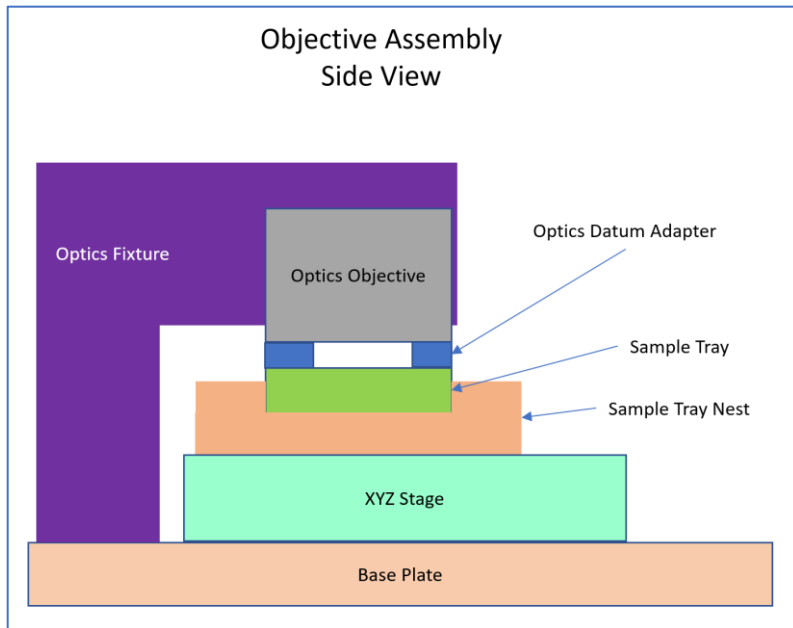 Objective Assembly
Side View
Optics Fixture
Optics Datum Adapter
Optics Objective
Sample Tray
Sample Tray Nest
XYZ Stage
Base Plate